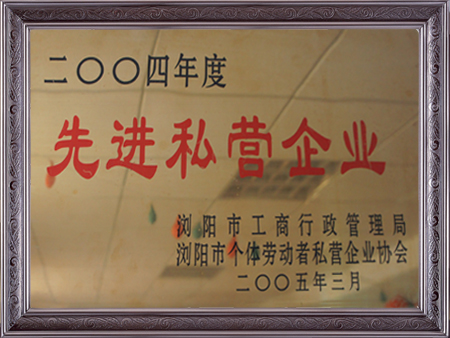 二〇〇四年度
先进私营企业
浏阳市工商行政管理局
浏阳市个体劳动者私营企业协会
二〇〇五年三月